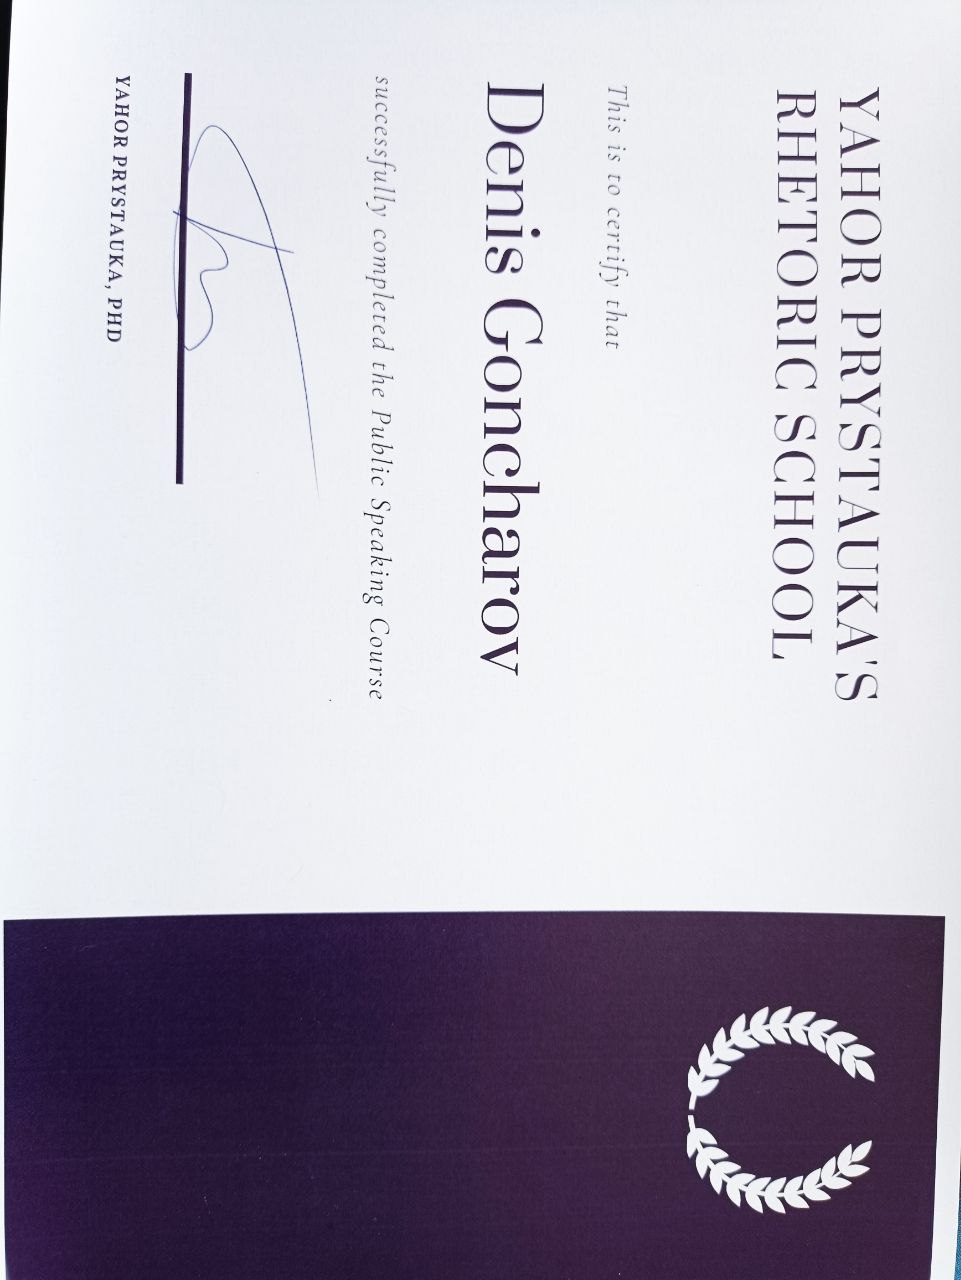 YAHOR PRYSTAUKA'S
RHETORIC SCHOOL
This is to certify that
Denis Goncharov
successfully completed the Public Speaking Course
YAHOR PRYSTAUKA, PHD